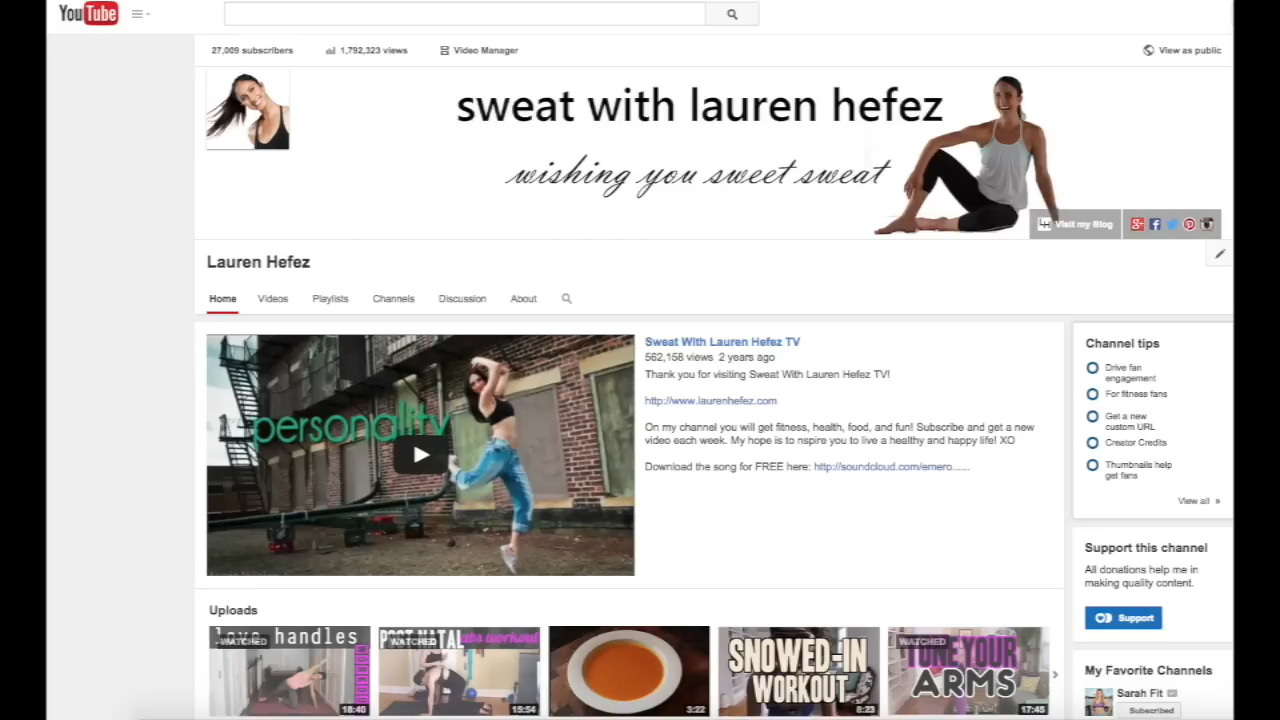 YouTube
27,009 subscribers 1,792,323 views Video Manager View as public
sweat with lauren hefez
wishing you sweet sweat
Visit my Blog
Lauren Hefez
Home Videos Playlists Channels Discussion About
Sweat With Lauren Hefez TV
562,158 views 2 years ago
Thank you for visiting Sweat With Lauren Hefez TV!
http://www.laurenhefez.com
On my channel you will get fitness, health, food, and fun! Subscribe and get a new
video each week. My hope is to nspire you to live a healthy and happy life! XO
Download the song for FREE here: http://soundcloud.com/emero......
personality
Channel tips
Drive fan
engagement
For fitness fans
Get a new
custom URL
Creator Credits
Thumbnails help
get fans
View all »
Support this channel
All donations help me in
making quality content.
Support
Uploads
love handles
WATCHED
WORKOUT
18:40
POST NATAL abs workout
WATCHED
15:54
3:22
SNOWED-IN
WORKOUT
8:23
WATCHED
TONE YOUR
ARMS
17:45
My Favorite Channels
Sarah Fit
Subscribed